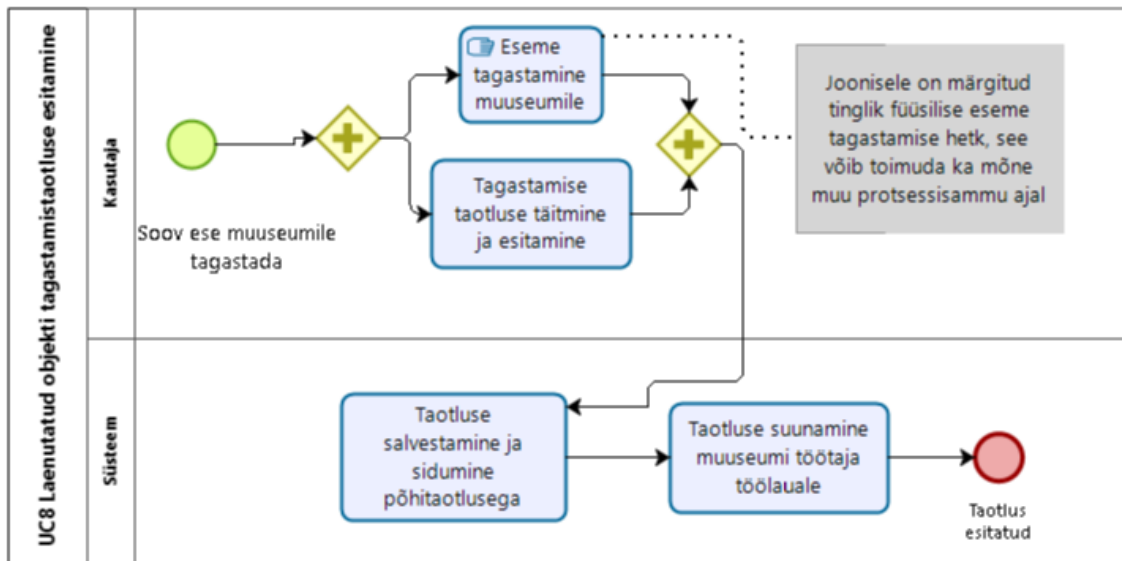 UC8 Laenutatud objekti tagastamistaotluse esitamine
Kasutaja
Soov ese muuseumile
tagastada
Eseme
tagastamine
muuseumile
Tagastamise
taotluse täitmine
ja esitamine
Joonisele on märgitud
tinglik füüsilise eseme
tagastamise hetk, see
võib toimuda ka mõne
muu protsessisammu ajal
Süsteem
Taotluse
salvestamine ja
sidumine
põhitaotlusega
Taotluse suunamine
muuseumi töötaja
töölauale
Taotlus
esitatud